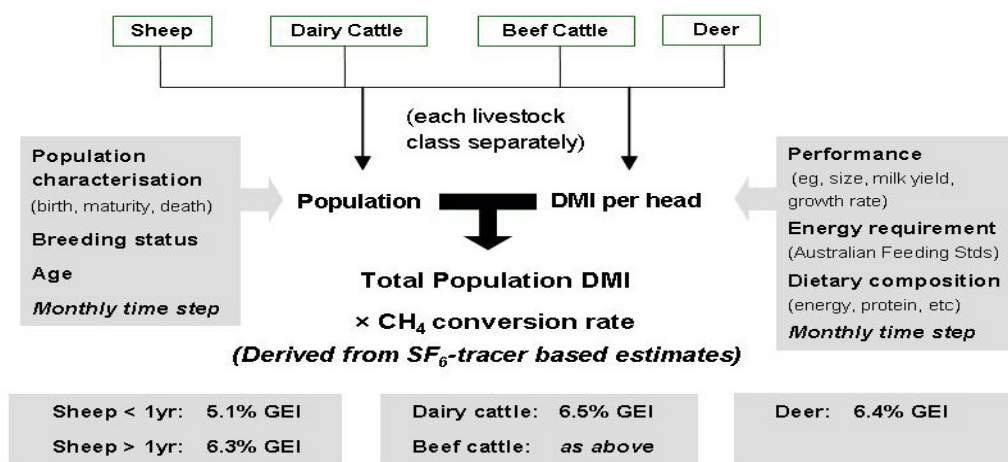 Sheep
Dairy Cattle
Beef Cattle
Deer
(each livestock
class separately)
Population
characterisation
(birth, maturity, death)
Breeding status
Age
Monthly time step
Population
DMI per head
Performance
(eg, size, milk yield,
growth rate)
Energy requirement
(Australian Feeding Stds)
Dietary composition
(energy, protein, etc)
Monthly time step
Total Population DMI
× CH₄ conversion rate
(Derived from SF₆-tracer based estimates)
Sheep < 1yr: 5.1% GEI
Sheep > 1yr: 6.3% GEI
Dairy cattle: 6.5% GEI
Beef cattle: as above
Deer: 6.4% GEI